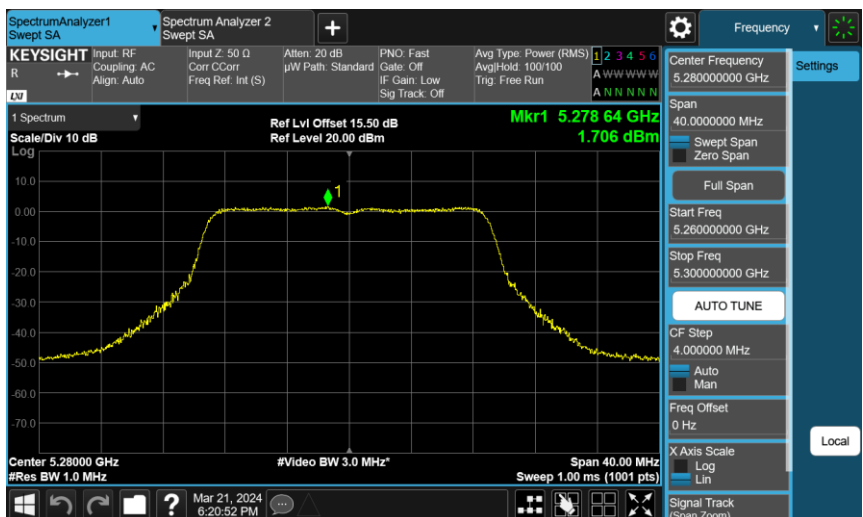 SpectrumAnalyzer1
Swept SA
Spectrum Analyzer 2
Swept SA
Frequency
KEYSIGHT
R
LXI
Input: RF
Coupling: AC
Align: Auto
Input Z: 50 Ω
Corr CCorr
Freq Ref: Int (S)
Atten: 20 dB
µW Path: Standard
PNO: Fast
Gate: Off
IF Gain: Low
Sig Track: Off
Avg Type: Power (RMS)
Avg|Hold: 100/100
Trig: Free Run
1 2 3 4 5 6
A W W W W W
A N N N N N
1 Spectrum
Scale/Div 10 dB
Log
Ref Lvl Offset 15.50 dB
Ref Level 20.00 dBm
Mkr1 5.278 64 GHz
1.706 dBm
1
10.0
0.00
-10.0
-20.0
-30.0
-40.0
-50.0
-60.0
-70.0
Center 5.28000 GHz
#Res BW 1.0 MHz
#Video BW 3.0 MHz*
Span 40.00 MHz
Sweep 1.00 ms (1001 pts)
?
Mar 21, 2024
6:20:52 PM
Center Frequency
5.280000000 GHz
Span
40.0000000 MHz
Swept Span
Zero Span
Full Span
Start Freq
5.260000000 GHz
Stop Freq
5.300000000 GHz
AUTO TUNE
CF Step
4.000000 MHz
Auto
Man
Freq Offset
0 Hz
X Axis Scale
Log
Lin
Signal Track
(Span Zoom)
Settings
Local